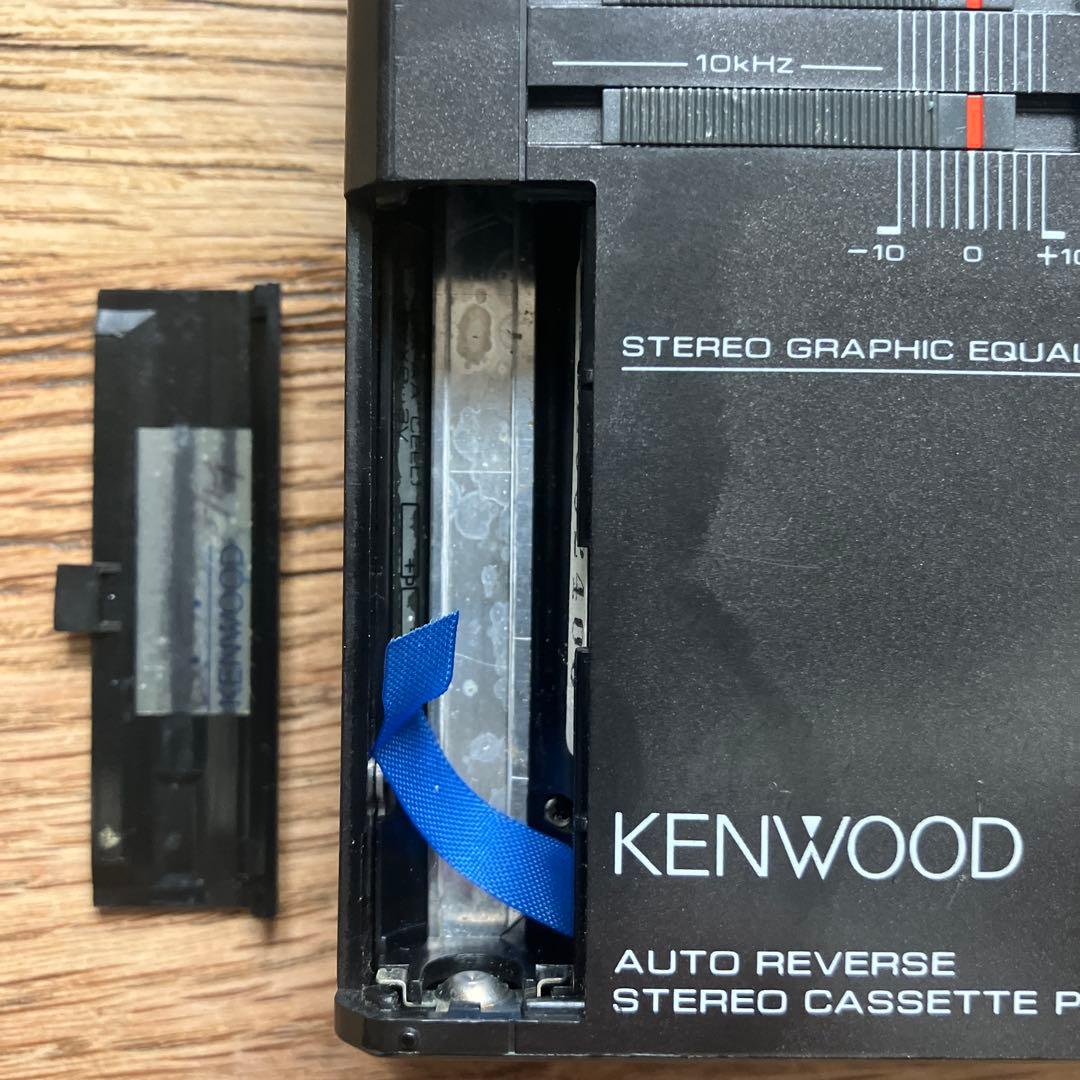 10kHz
-10 0 +10
STEREO GRAPHIC EQUAL
KENWOOD
KENWOOD
AUTO REVERSE
STEREO CASSETTE P